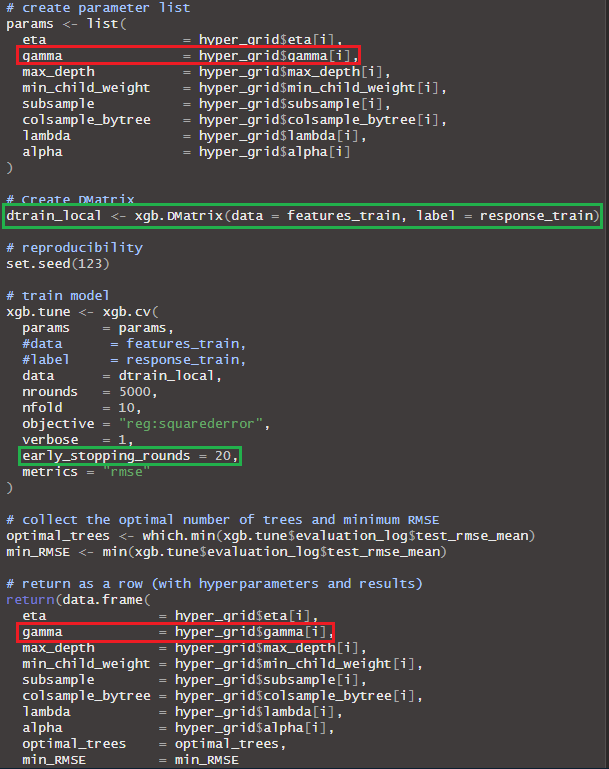 # create parameter list
params <- list(
  eta                 = hyper_grid$eta[i],
  gamma               = hyper_grid$gamma[i],
  max_depth           = hyper_grid$max_depth[i],
  min_child_weight    = hyper_grid$min_child_weight[i],
  subsample           = hyper_grid$subsample[i],
  colsample_bytree    = hyper_grid$colsample_bytree[i],
  lambda              = hyper_grid$lambda[i],
  alpha               = hyper_grid$alpha[i]
)
# Create DMatrix
dtrain_local <- xgb.DMatrix(data = features_train, label = response_train)
# reproducibility
set.seed(123)
# train model
xgb.tune <- xgb.cv(
  params    = params,
  #data      = features_train,
  #label     = response_train,
  data      = dtrain_local,
  nrounds   = 5000,
  nfold     = 10,
  objective = "reg:squarederror",
  verbose   = 1,
  early_stopping_rounds = 20,
  metrics = "rmse"
)
# collect the optimal number of trees and minimum RMSE
optimal_trees <- which.min(xgb.tune$evaluation_log$test_rmse_mean)
min_RMSE <- min(xgb.tune$evaluation_log$test_rmse_mean)
# return as a row (with hyperparameters and results)
return(data.frame(
  eta              = hyper_grid$eta[i],
  gamma            = hyper_grid$gamma[i],
  max_depth        = hyper_grid$max_depth[i],
  min_child_weight = hyper_grid$min_child_weight[i],
  subsample        = hyper_grid$subsample[i],
  colsample_bytree = hyper_grid$colsample_bytree[i],
  lambda           = hyper_grid$lambda[i],
  alpha            = hyper_grid$alpha[i],
  optimal_trees    = optimal_trees,
  min_RMSE         = min_RMSE